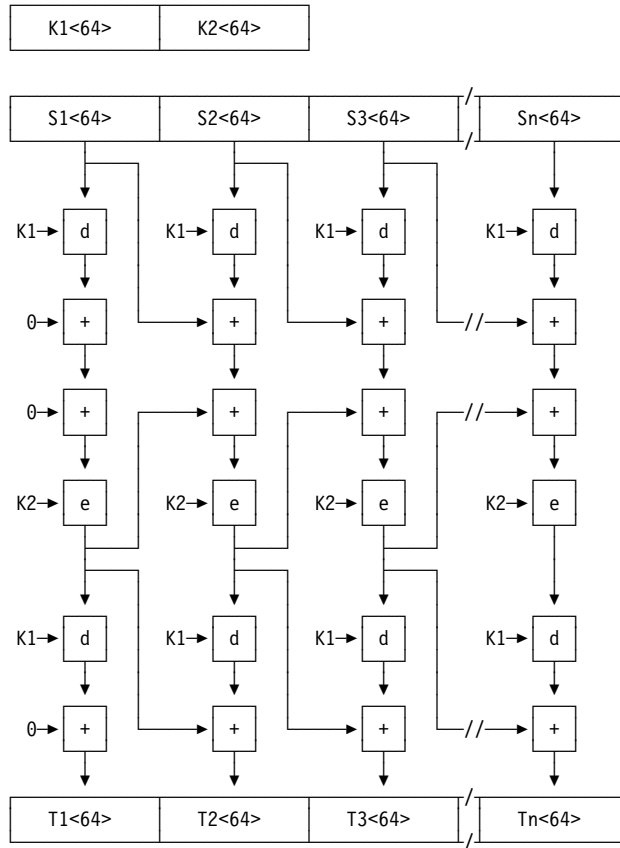 K1<64> K2<64>
S1<64> S2<64> S3<64> // Sn<64>
K1 d K1 d K1 d K1 d
0 + + + // +
0 + + + // +
K2 e K2 e K2 e K2 e
K1 d K1 d K1 d K1 d
0 + + + // +
T1<64> T2<64> T3<64> // Tn<64>